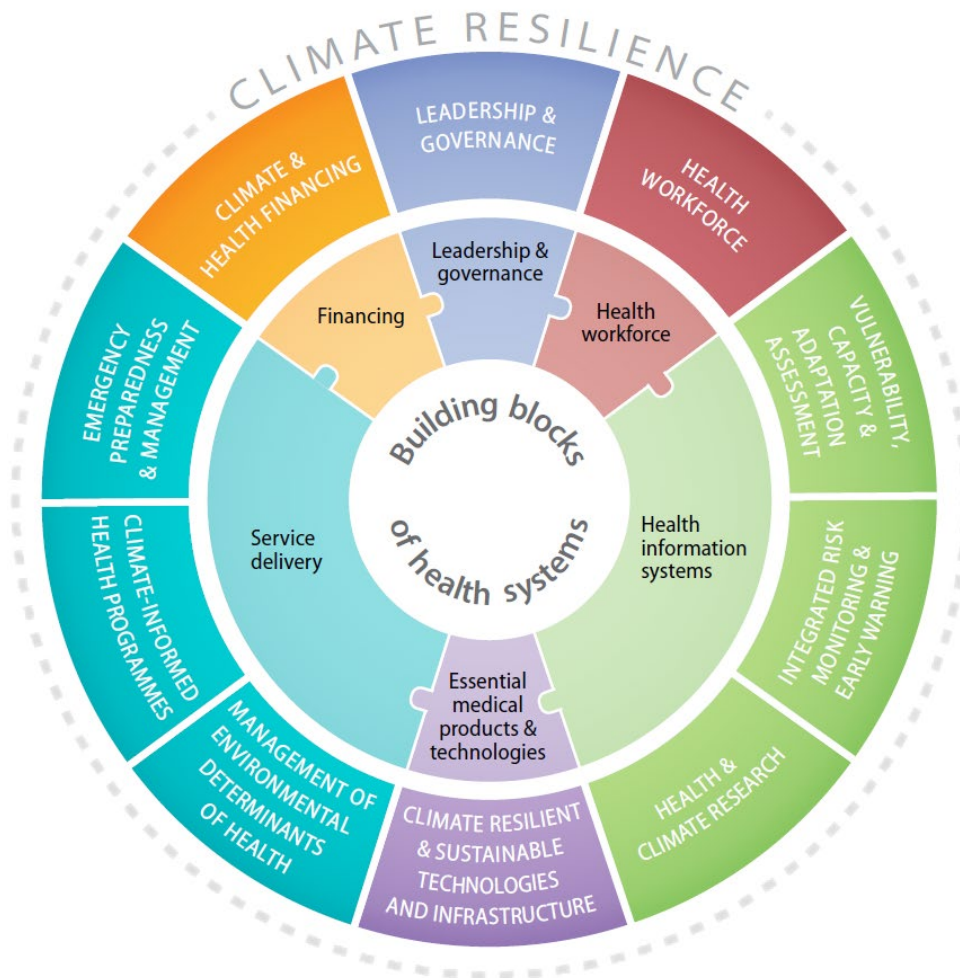 CLIMATE RESILIENCE
LEADERSHIP &
GOVERNANCE
HEALTH
WORKFORCE
VULNERABILITY,
CAPACITY &
ADAPTATION
ASSESSMENT
INTEGRATED RISK
MONITORING &
EARLY WARNING
HEALTH &
CLIMATE RESEARCH
CLIMATE RESILIENT
& SUSTAINABLE
TECHNOLOGIES
AND INFRASTRUCTURE
MANAGEMENT OF
ENVIRONMENTAL
DETERMINANTS
OF HEALTH
CLIMATE-INFORMED
HEALTH PROGRAMMES
EMERGENCY
PREPAREDNESS
& MANAGEMENT
CLIMATE &
HEALTH FINANCING
Leadership &
governance
Health
workforce
Health
information
systems
Essential
medical
products &
technologies
Service
delivery
Financing
Building blocks
of health systems